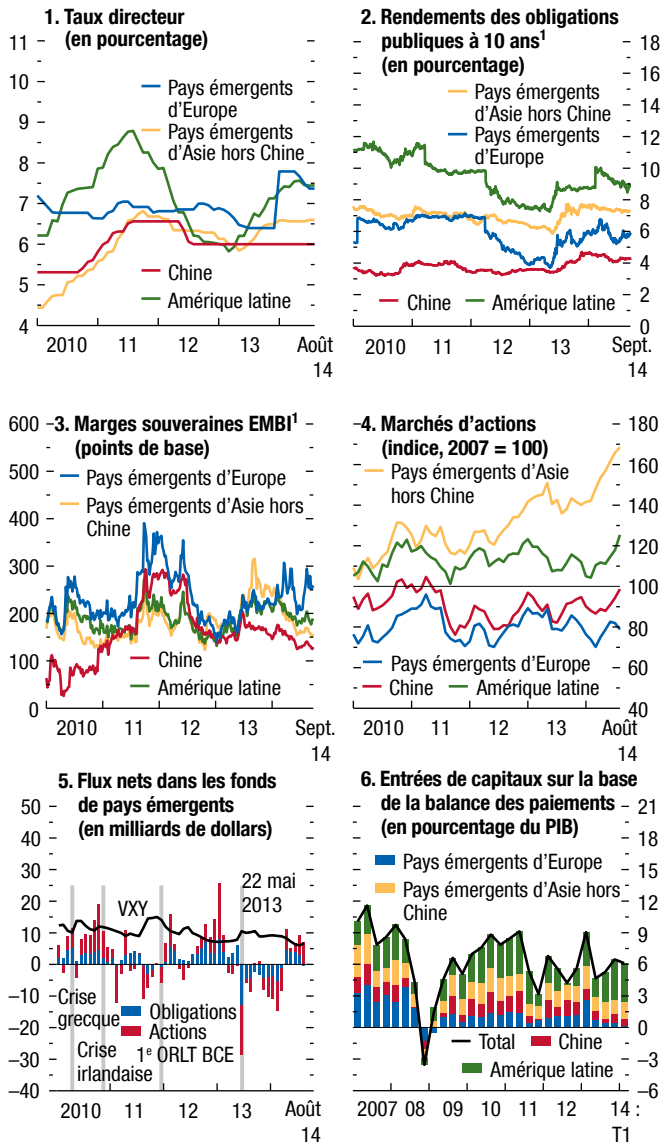 1. Taux directeur
(en pourcentage)
11
10
9
8
7
6
5
4
Pays émergents
d'Europe
Pays émergents
d'Asie hors Chine
Chine
Amérique latine
2010 11 12 13 Août
14
2. Rendements des obligations
publiques à 10 ans¹
(en pourcentage)
18
16
14
12
10
8
6
4
2
0
Pays émergents
d'Asie hors Chine
Pays émergents
d'Europe
Chine Amérique latine
2010 11 12 13 Sept.
14
3. Marges souveraines EMBI¹
(points de base)
600
500
400
300
200
100
0
Pays émergents d'Europe
Pays émergents d'Asie hors
Chine
Chine
Amérique latine
2010 11 12 13 Sept.
14
4. Marchés d'actions
(indice, 2007 = 100)
180
160
140
120
100
80
60
40
Pays émergents d'Asie
hors Chine
Pays émergents d'Europe
Chine Amérique latine
2010 11 12 13 Août
14
5. Flux nets dans les fonds
de pays émergents
(en milliards de dollars)
50
40
30
20
10
0
–10
–20
–30
–40
VXY
22 mai
2013
Crise
grecque
Obligations
Actions
Crise
irlandaise
1e ORLT BCE
2010 11 12 13 Août
14
6. Entrées de capitaux sur la base
de la balance des paiements
(en pourcentage du PIB)
21
18
15
12
9
6
3
0
–3
–6
Pays émergents d'Europe
Pays émergents d'Asie hors
Chine
Total Chine
Amérique latine
2007 08 09 10 11 12 13 14 :
T1